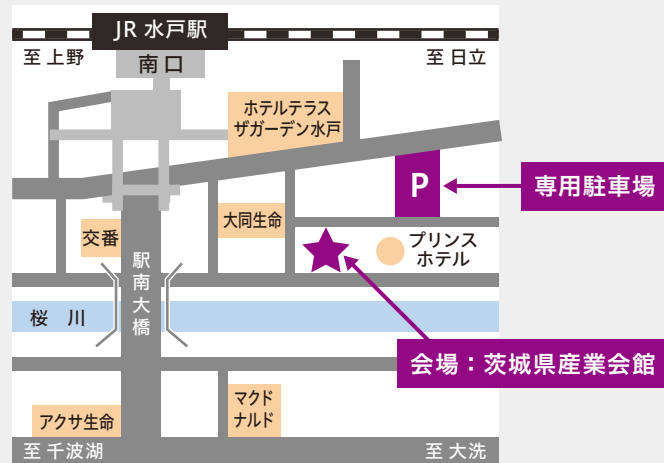 JR 水戸駅
至 上野
南口
至 日立
ホテルテラス
ザガーデン水戸
P
専用駐車場
大同生命
交番
プリンス
ホテル
駅南大橋
桜 川
会場：茨城県産業会館
マクド
ナルド
アクサ生命
至 千波湖
至 大洗